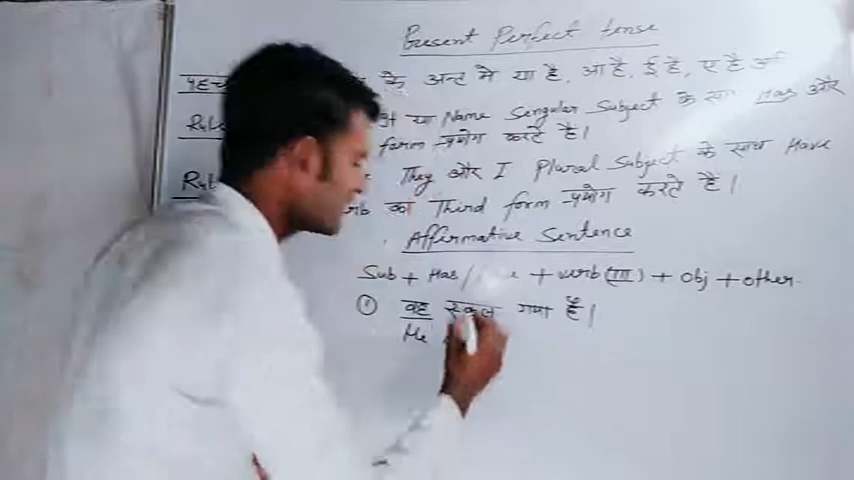 Present Perfect tense
के अन्त मे या है, आ है, ई है, ए है
या Name Singular Subject के साथ Has और
form प्रयोग करते है।
They और I Plural Subject के साथ Have
का Third form प्रयोग करते है।
Affirmative Sentence
Sub + Has/ + verb (III) + Obj + other
① वह स्कूल गया है।
He